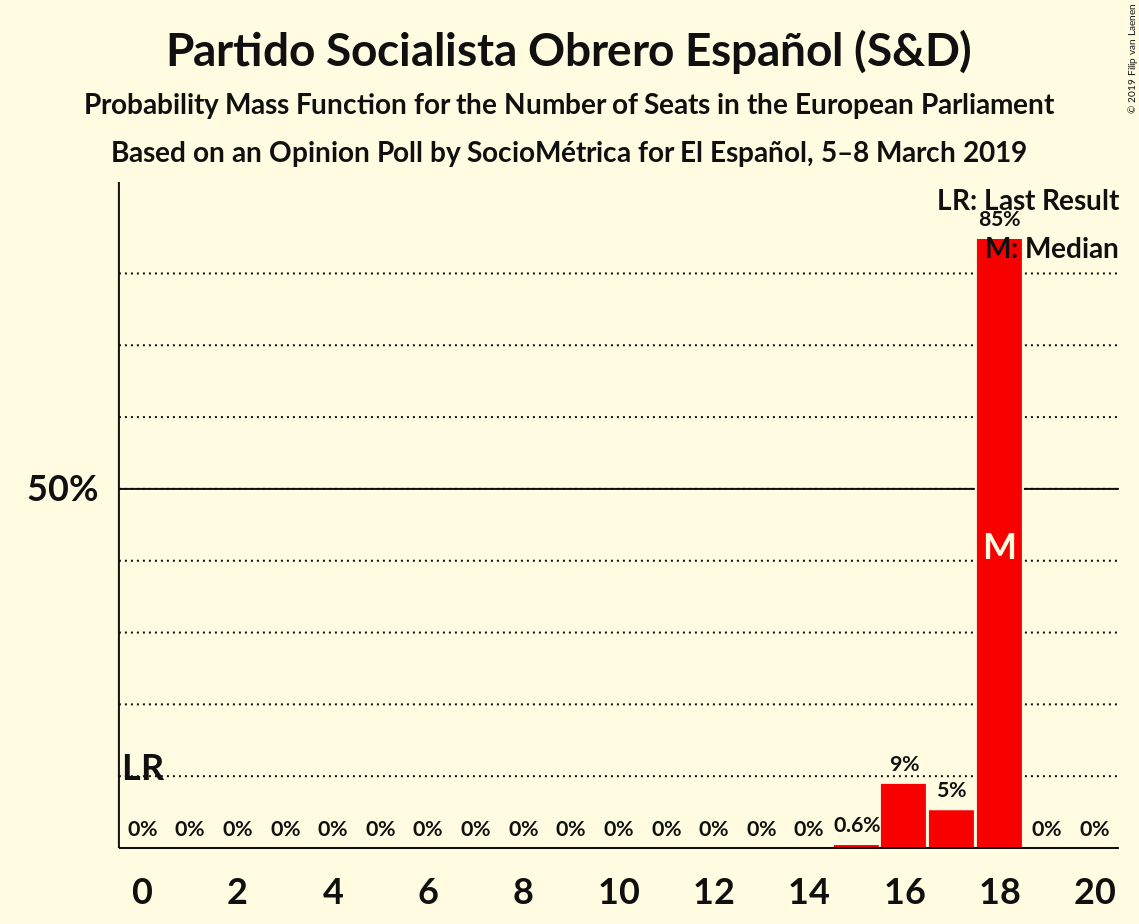 Partido Socialista Obrero Español (S&D)
Probability Mass Function for the Number of Seats in the European Parliament
Based on an Opinion Poll by SocioMétrica for El Español, 5–8 March 2019
© 2019 Filip van Laenen
LR: Last Result
85%
M: Median
50%
M
LR
9%
5%
0% 0% 0% 0% 0% 0% 0% 0% 0% 0% 0% 0% 0% 0% 0% 0.6% 0% 0%
0 2 4 6 8 10 12 14 16 18 20